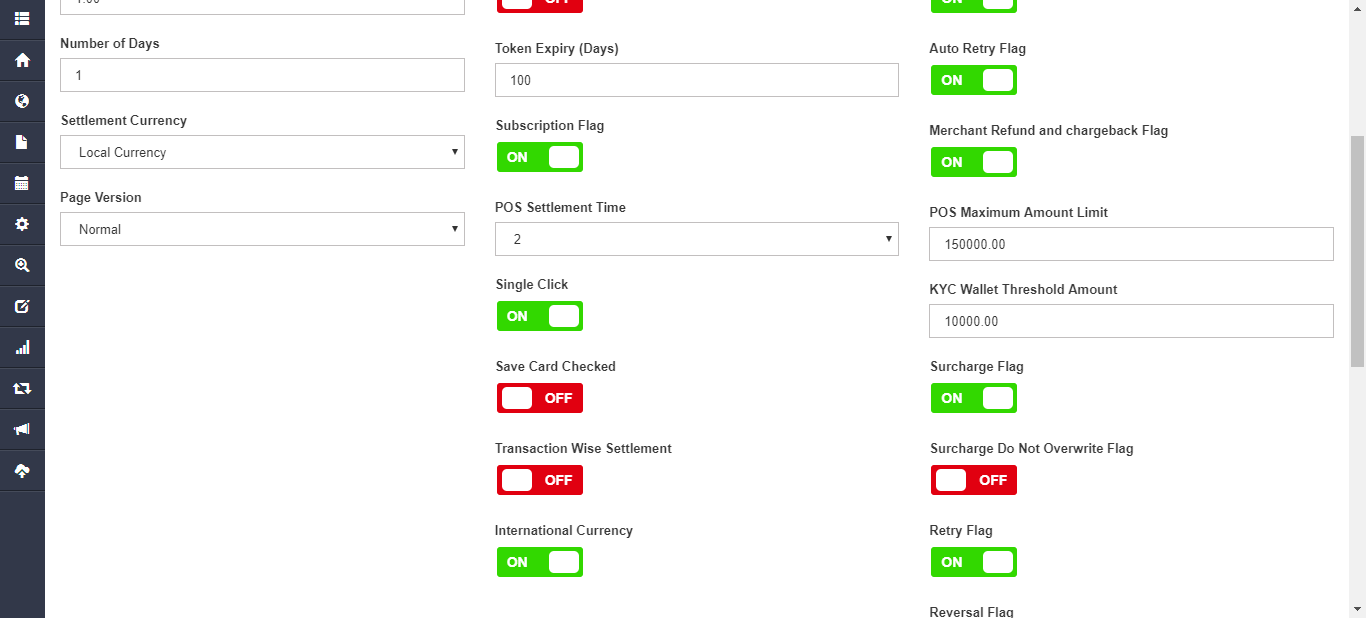 1.00
Number of Days
1
Settlement Currency
Local Currency
Page Version
Normal
OFF
Token Expiry (Days)
100
Subscription Flag
ON
POS Settlement Time
2
Single Click
ON
Save Card Checked
OFF
Transaction Wise Settlement
OFF
International Currency
ON
ON
Auto Retry Flag
ON
Merchant Refund and chargeback Flag
ON
POS Maximum Amount Limit
150000.00
KYC Wallet Threshold Amount
10000.00
Surcharge Flag
ON
Surcharge Do Not Overwrite Flag
OFF
Retry Flag
ON
Reversal Flag